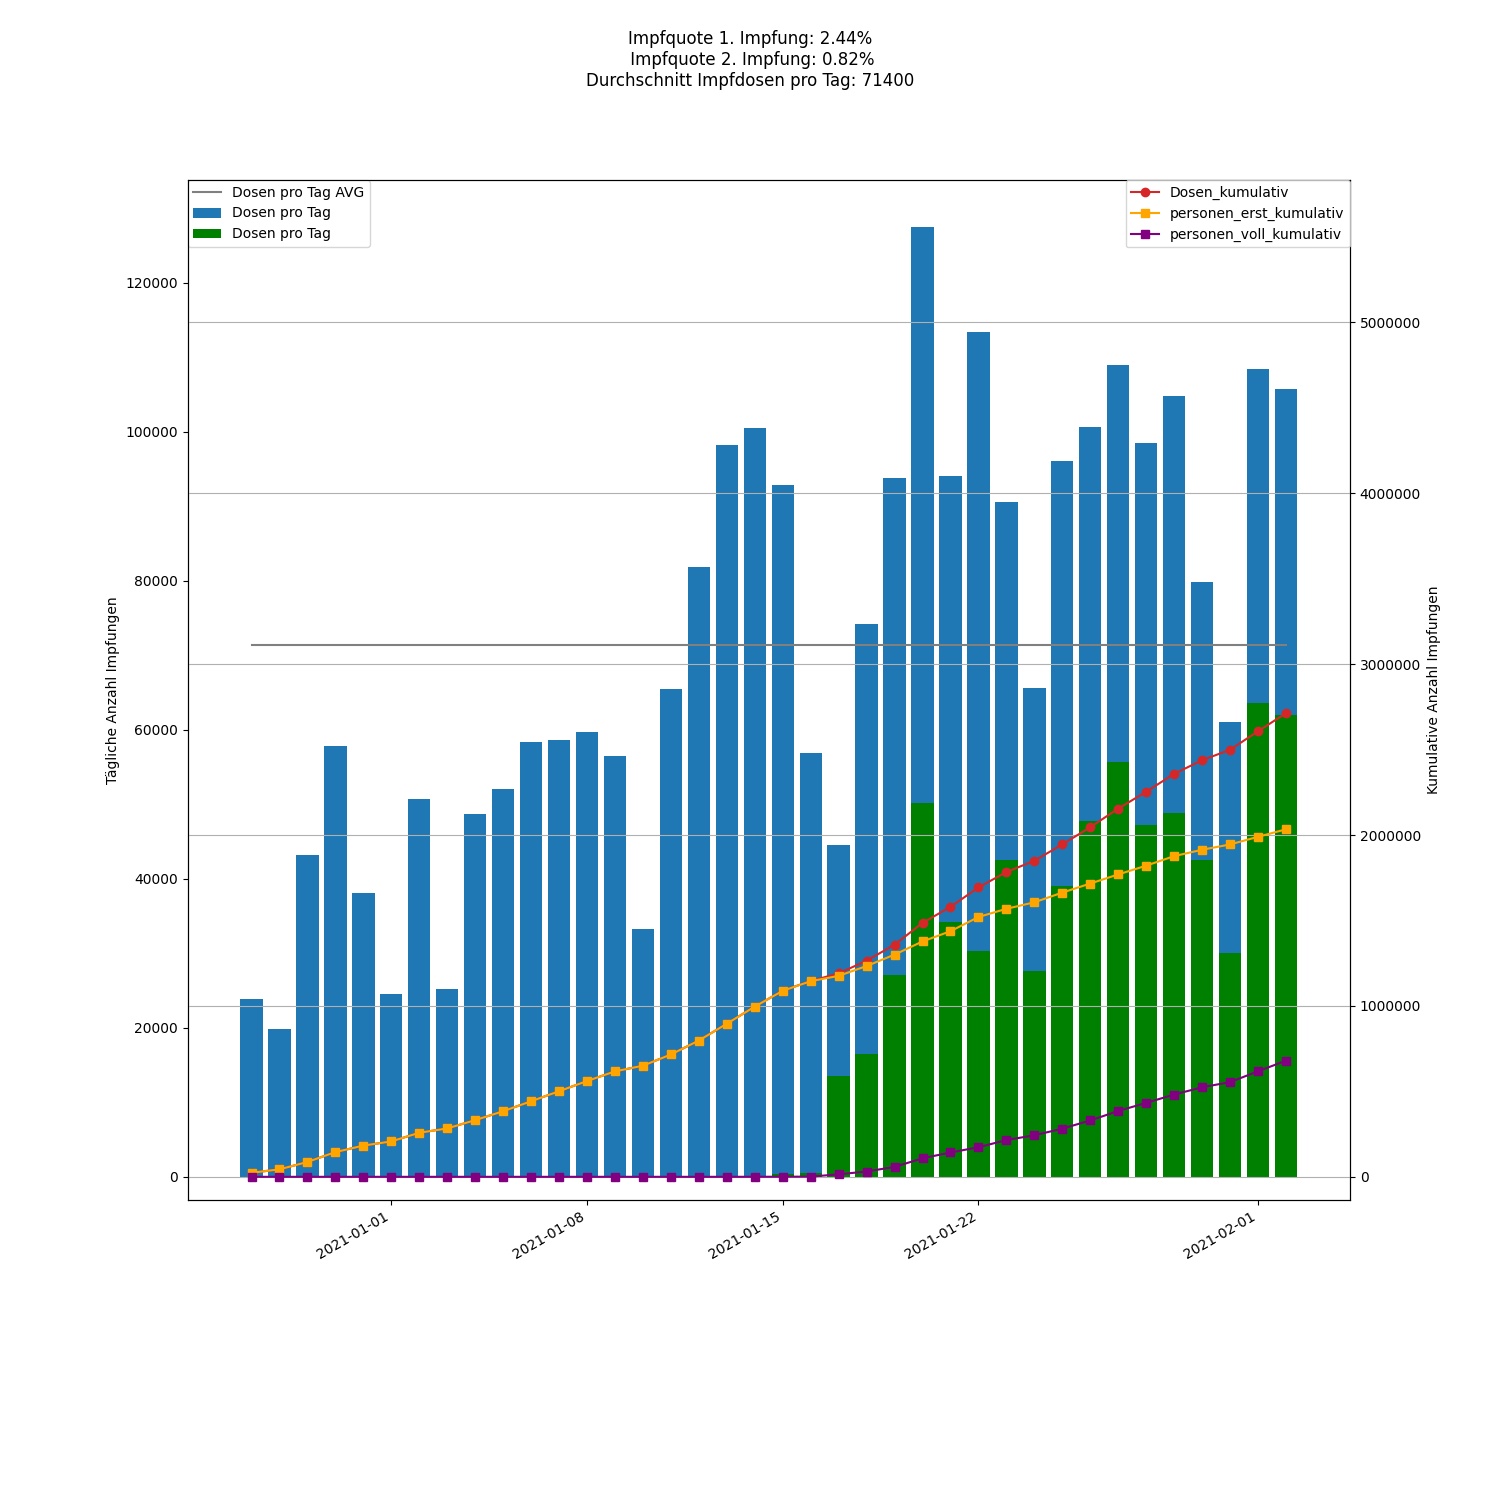 Impfquote 1. Impfung: 2.44%
Impfquote 2. Impfung: 0.82%
Durchschnitt Impfdosen pro Tag: 71400
Dosen pro Tag AVG
Dosen pro Tag
Dosen pro Tag
Dosen_kumulativ
personen_erst_kumulativ
personen_voll_kumulativ
Tägliche Anzahl Impfungen
120000
100000
80000
60000
40000
20000
0
5000000
4000000
3000000
2000000
1000000
0
Kumulative Anzahl Impfungen
2021-01-01
2021-01-08
2021-01-15
2021-01-22
2021-02-01